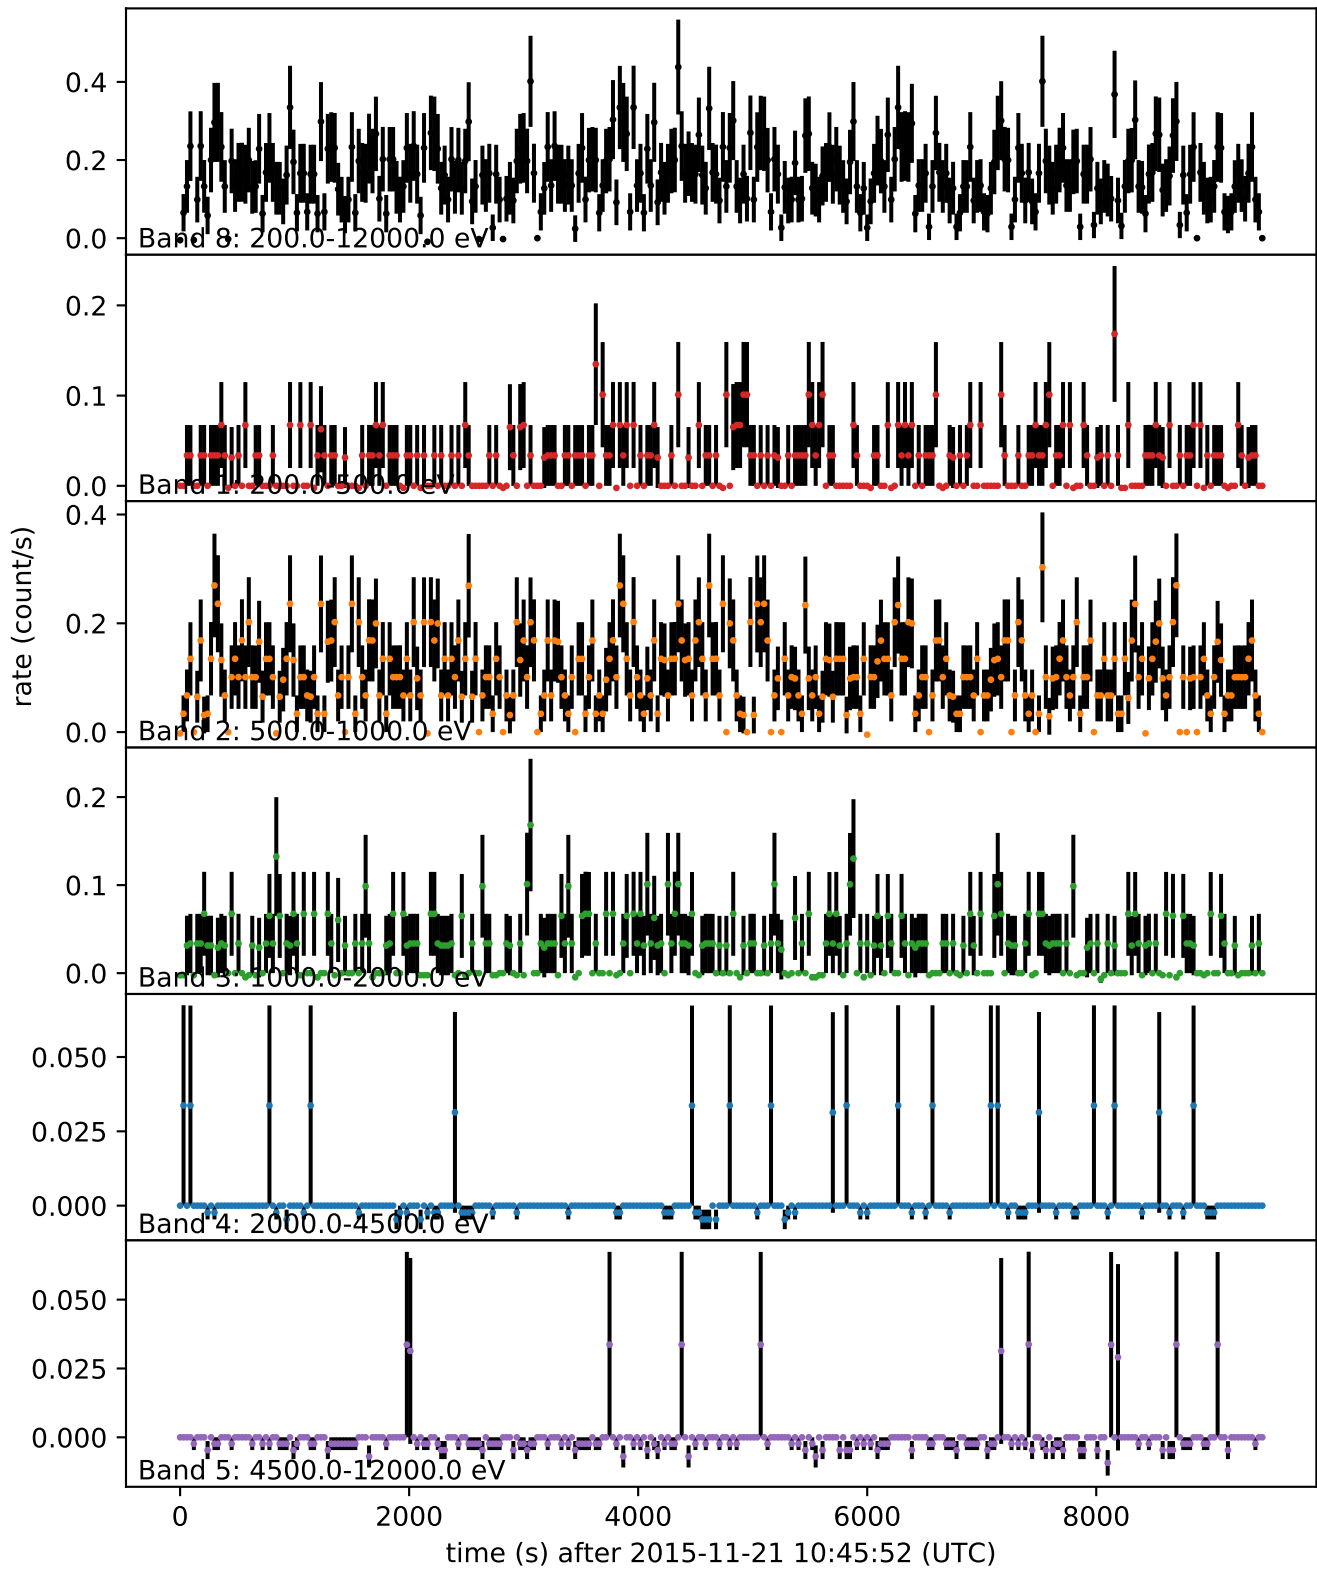 0.4
0.2
0.0
Band 8: 200.0-12000.0 eV
0.2
0.1
0.0
Band 1: 200.0-500.0 eV
0.4
0.2
0.0
Band 2: 500.0-1000.0 eV
rate (count/s)
0.2
0.1
0.0
Band 3: 1000.0-2000.0 eV
0.050
0.025
0.000
Band 4: 2000.0-4500.0 eV
0.050
0.025
0.000
Band 5: 4500.0-12000.0 eV
0 2000 4000 6000 8000
time (s) after 2015-11-21 10:45:52 (UTC)